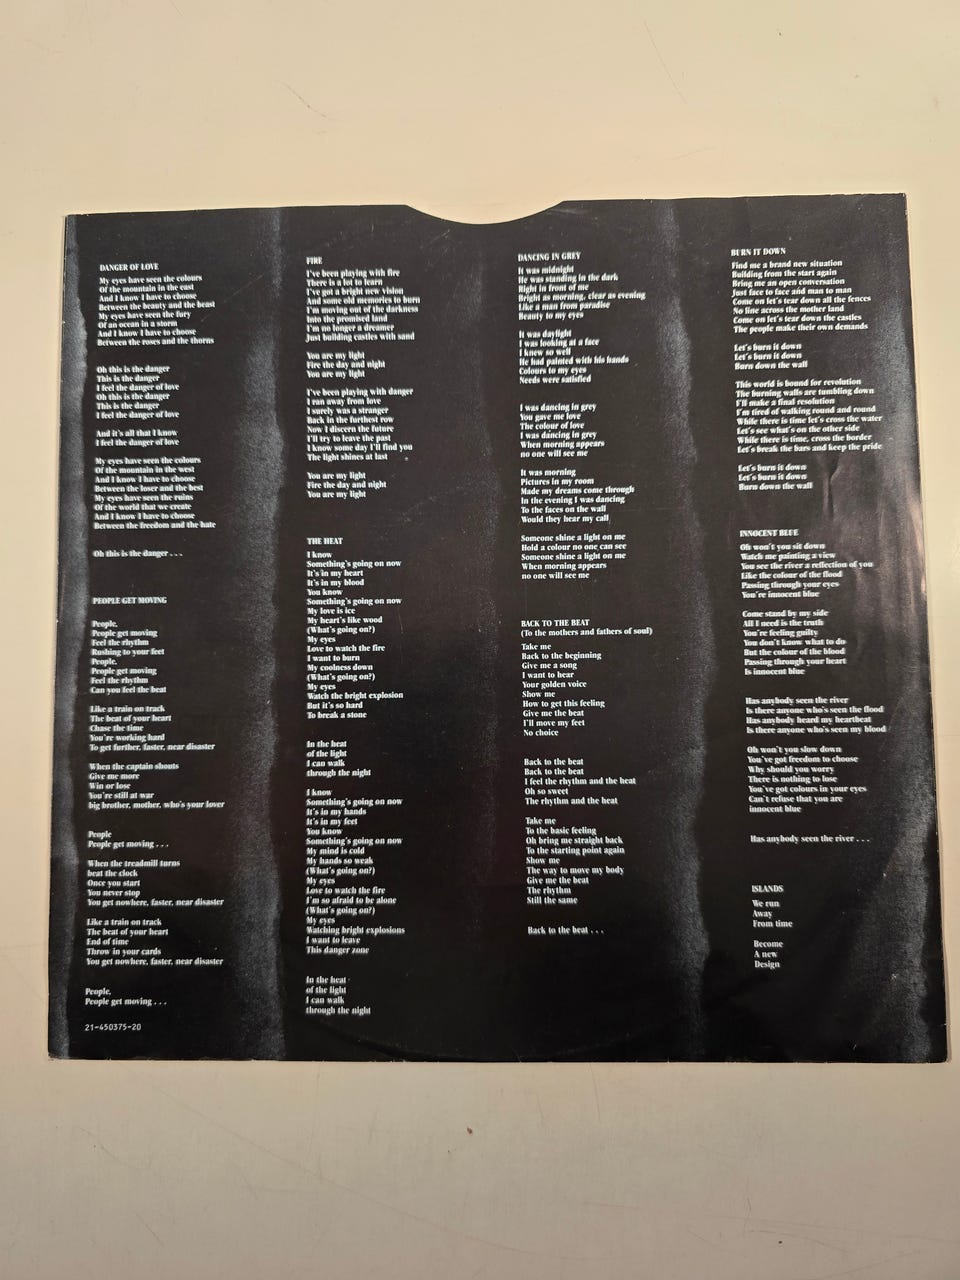 DANGER OF LOVE
My eyes have seen the colours
Of the mountain in the east
And I know I have to choose
Between the beauty and the beast
My eyes have seen the fury
Of an ocean in a storm
And I know I have to choose
Between the roses and the thorns
Oh this is the danger
This is the danger
I feel the danger of love
Oh this is the danger
This is the danger
I feel the danger of love
And it's all that I know
I feel the danger of love
My eyes have seen the colours
Of the mountain in the west
And I know I have to choose
Between the loser and the best
My eyes have seen the ruins
Of the world that we create
And I know I have to choose
Between the freedom and the hate
Oh this is the danger . . .
PEOPLE GET MOVING
People,
People get moving
Feel the rhythm
Rushing to your feet
People,
People get moving
Feel the rhythm
Can you feel the beat
Like a train on track
The beat of your heart
Chase the time
You're working hard
To get further, faster, near disaster
When the captain shouts
Give me more
Win or lose
You're still at war
big brother, mother, who's your lover
People
People get moving . . .
When the treadmill turns
beat the clock
Once you start
You never stop
You get nowhere, faster, near disaster
Like a train on track
The beat of your heart
End of time
Throw in your cards
You get nowhere, faster, near disaster
People,
People get moving . . .
21-450375-20
FIRE
I've been playing with fire
There is a lot to learn
I've got a bright new vision
And some old memories to burn
I'm moving out of the darkness
Into the promised land
I'm no longer a dreamer
Just building castles with sand
You are my light
Fire the day and night
You are my light
I've been playing with danger
I ran away from love
I surely was a stranger
Back in the furthest row
Now I discern the future
I'll try to leave the past
I know some day I'll find you
The light shines at last
You are my light
Fire the day and night
You are my light
THE HEAT
I know
Something's going on now
It's in my heart
It's in my blood
You know
Something's going on now
My love is ice
My heart's like wood
(What's going on?)
My eyes
Love to watch the fire
I want to burn
My coolness down
(What's going on?)
My eyes
Watch the bright explosion
But it's so hard
To break a stone
In the heat
of the light
I can walk
through the night
I know
Something's going on now
It's in my hands
It's in my feet
You know
Something's going on now
My mind is cold
My hands so weak
(What's going on?)
My eyes
Love to watch the fire
I'm so afraid to be alone
(What's going on?)
My eyes
Watching bright explosions
I want to leave
This danger zone
In the heat
of the light
I can walk
through the night
DANCING IN GREY
It was midnight
He was standing in the dark
Right in front of me
Bright as morning, clear as evening
Like a man from paradise
Beauty to my eyes
It was daylight
I was looking at a face
I knew so well
He had painted with his hands
Colours to my eyes
Needs were satisfied
I was dancing in grey
You gave me love
The colour of love
I was dancing in grey
When morning appears
no one will see me
It was morning
Pictures in my room
Made my dreams come through
In the evening I was dancing
To the faces on the wall
Would they hear my call
Someone shine a light on me
Hold a colour no one can see
Someone shine a light on me
When morning appears
no one will see me
BACK TO THE BEAT
(To the mothers and fathers of soul)
Take me
Back to the beginning
Give me a song
I want to hear
Your golden voice
Show me
How to get this feeling
Give me the beat
I'll move my feet
No choice
Back to the beat
Back to the beat
I feel the rhythm and the heat
Oh so sweet
The rhythm and the heat
Take me
To the basic feeling
Oh bring me straight back
To the starting point again
Show me
The way to move my body
Give me the beat
The rhythm
Still the same
Back to the beat . . .
BURN IT DOWN
Find me a brand new situation
Building from the start again
Bring me an open conversation
Just face to face and man to man
Come on let's tear down all the fences
No line across the mother land
Come on let's tear down the castles
The people make their own demands
Let's burn it down
Let's burn it down
Burn down the wall
This world is bound for revolution
The burning walls are tumbling down
I'll make a final resolution
I'm tired of walking round and round
While there is time let's cross the water
Let's see what's on the other side
While there is time, cross the border
Let's break the bars and keep the pride
Let's burn it down
Let's burn it down
Burn down the wall
INNOCENT BLUE
Oh won't you sit down
Watch me painting a view
You see the river a reflection of you
Like the colour of the flood
Passing through your eyes
You're innocent blue
Come stand by my side
All I need is the truth
You're feeling guilty
You don't know what to do
But the colour of the blood
Passing through your heart
Is innocent blue
Has anybody seen the river
Is there anyone who's seen the flood
Has anybody heard my heartbeat
Is there anyone who's seen my blood
Oh won't you slow down
You've got freedom to choose
Why should you worry
There is nothing to lose
You've got colours in your eyes
Can't refuse that you are
innocent blue
Has anybody seen the river . . .
ISLANDS
We run
Away
From time
Become
A new
Design